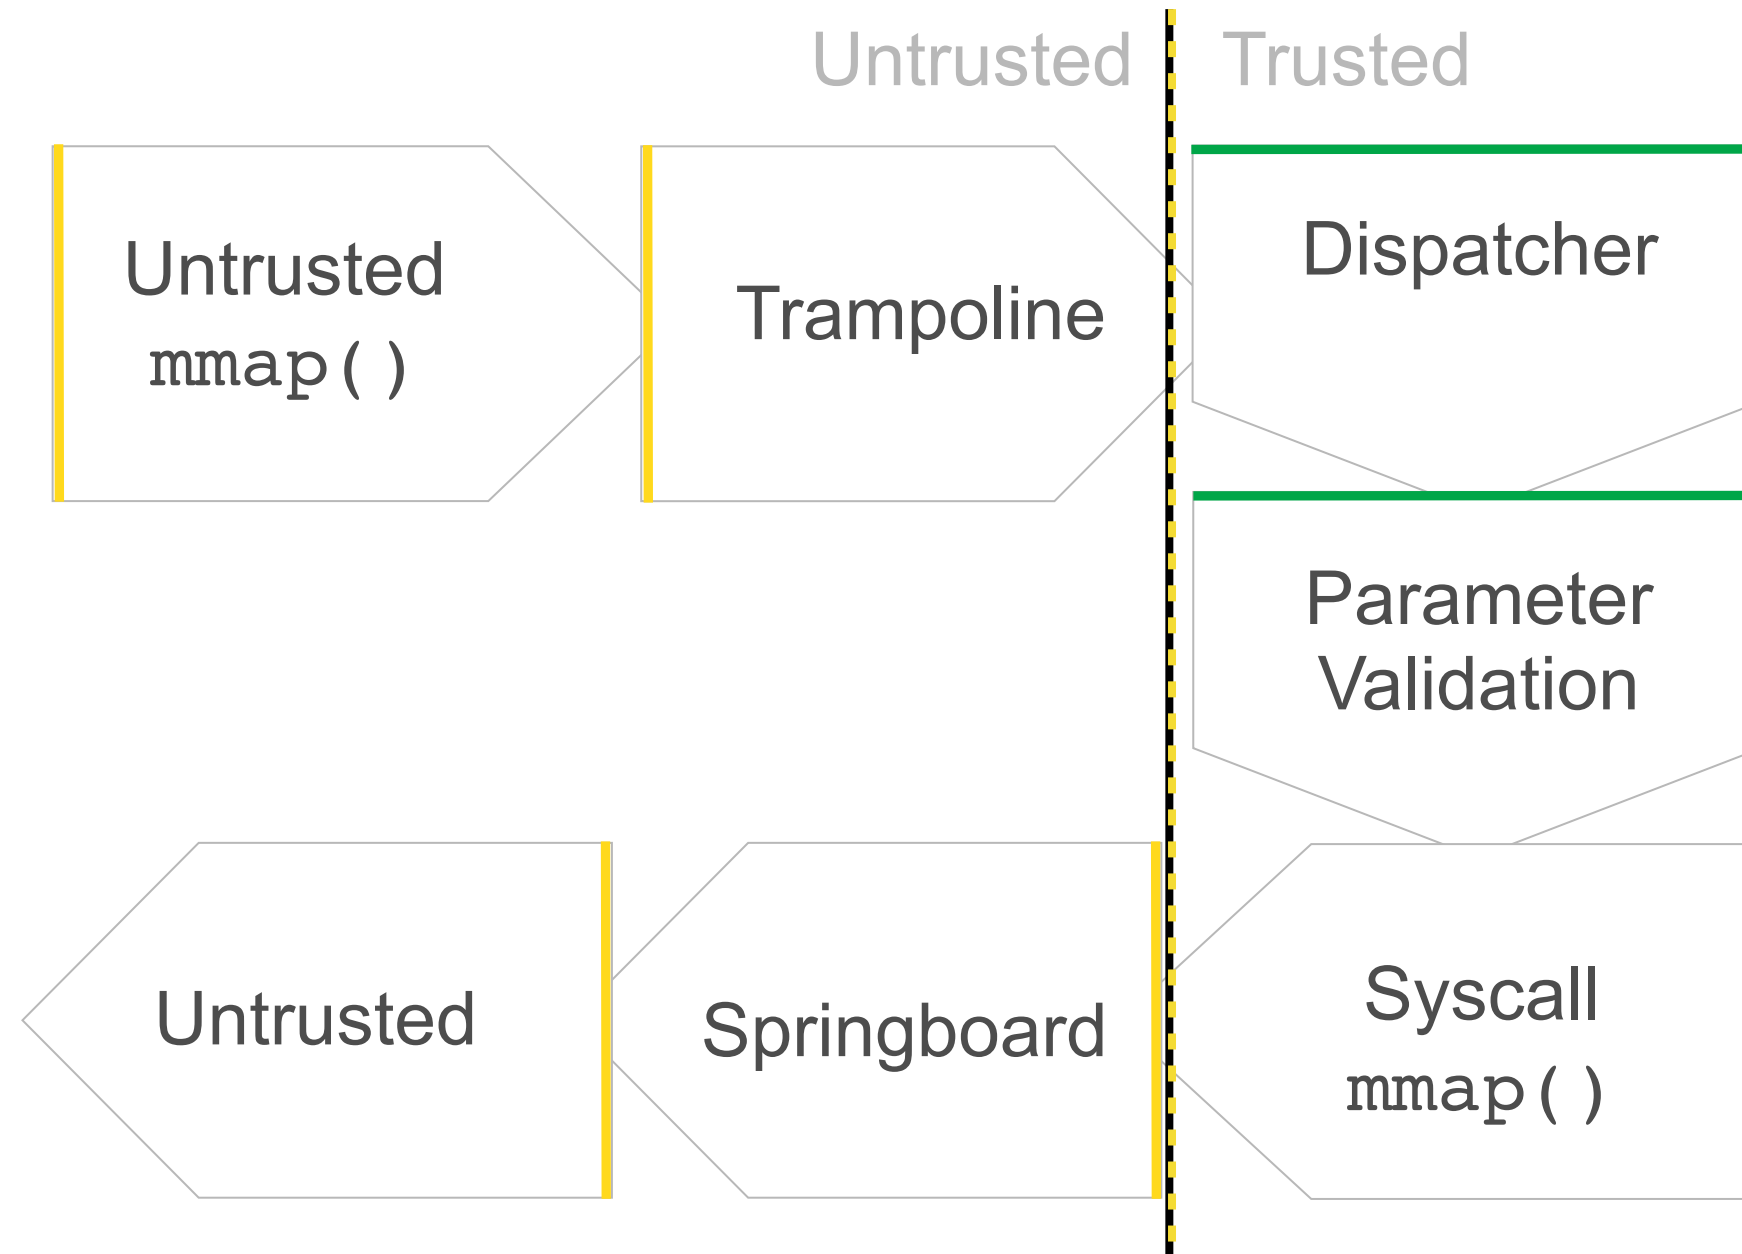 Untrusted
Trusted
Untrusted
mmap()
Trampoline
Dispatcher
Parameter
Validation
Untrusted
Springboard
Syscall
mmap()